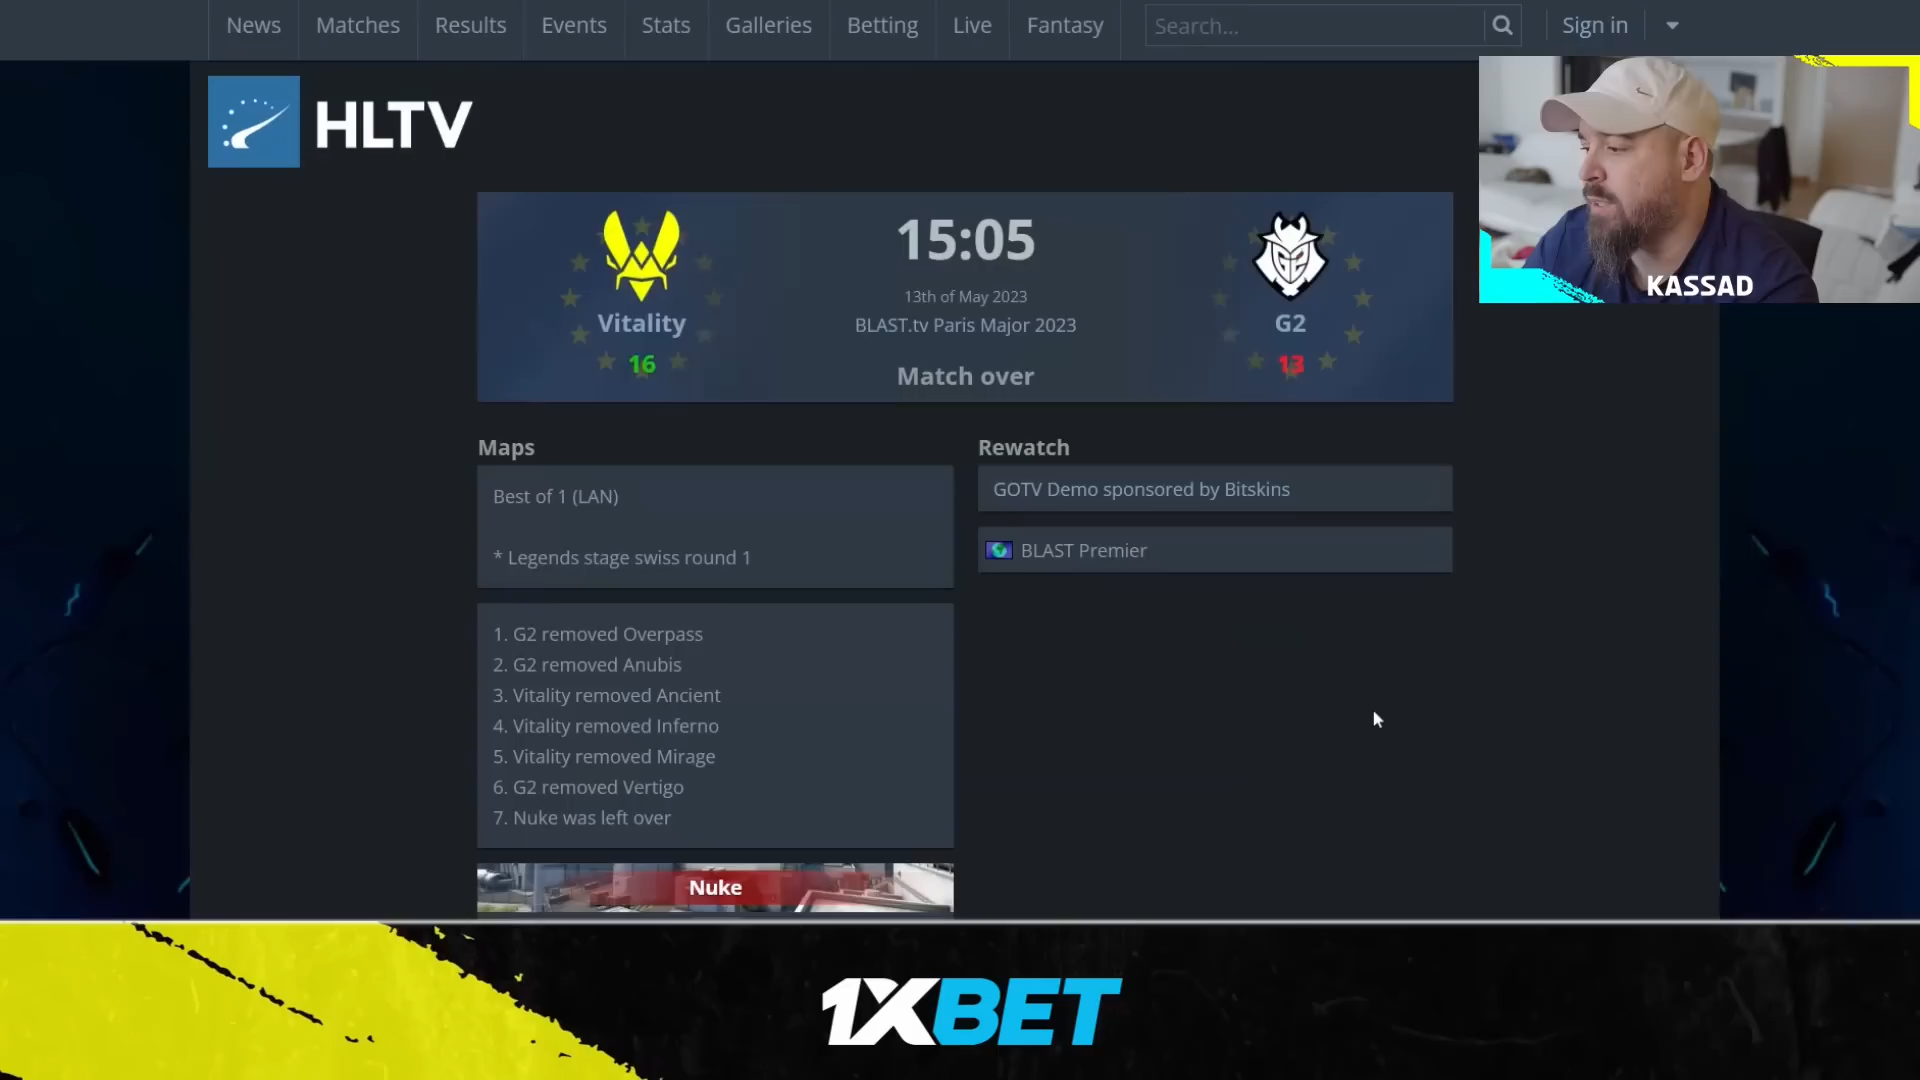 News Matches Results Events Stats Galleries Betting Live Fantasy Search... Sign in
HLTV
KASSAD
15:05
13th of May 2023
BLAST.tv Paris Major 2023
Match over
Vitality
16
G2
13
Maps
Best of 1 (LAN)
* Legends stage swiss round 1
1. G2 removed Overpass
2. G2 removed Anubis
3. Vitality removed Ancient
4. Vitality removed Inferno
5. Vitality removed Mirage
6. G2 removed Vertigo
7. Nuke was left over
Nuke
Rewatch
GOTV Demo sponsored by Bitskins
BLAST Premier
1XBET